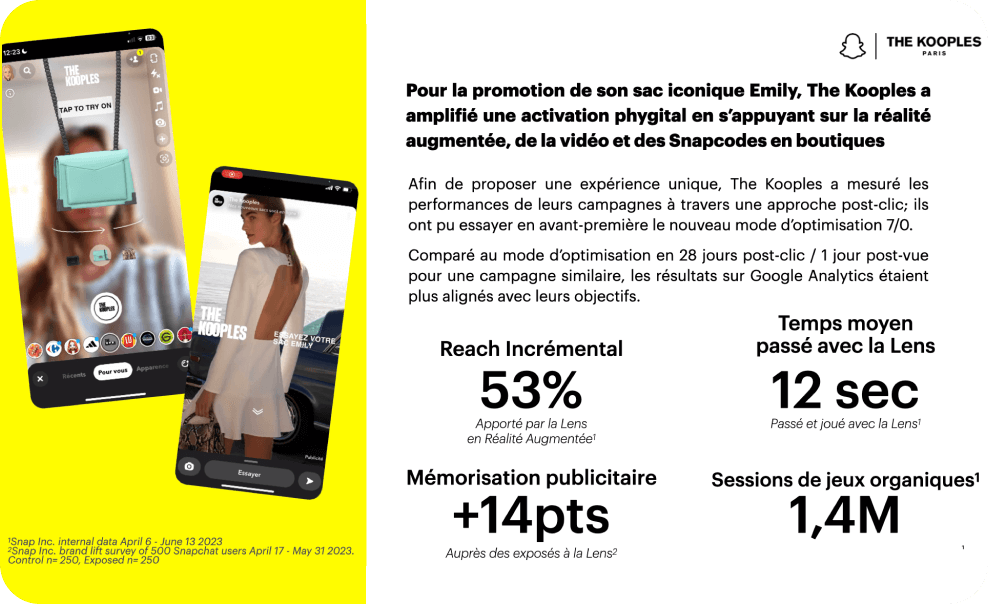 12:23
THE
KOOPLES
TAP TO TRY ON
THE
KOOPLES
Récents
Pour vous
Apparence
The Kooples
THE
KOOPLES
ESSAYEZ VOTRE
SAC EMILY
Publicité
Essayer
¹Snap Inc. internal data April 6 - June 13 2023
²Snap Inc. brand lift survey of 500 Snapchat users April 17 - May 31 2023.
Control n= 250, Exposed n= 250
THE KOOPLES
PARIS
Pour la promotion de son sac iconique Emily, The Kooples a
amplifié une activation phygital en s’appuyant sur la réalité
augmentée, de la vidéo et des Snapcodes en boutiques
Afin de proposer une expérience unique, The Kooples a mesuré les
performances de leurs campagnes à travers une approche post-clic; ils
ont pu essayer en avant-première le nouveau mode d’optimisation 7/0.
Comparé au mode d’optimisation en 28 jours post-clic / 1 jour post-vue
pour une campagne similaire, les résultats sur Google Analytics étaient
plus alignés avec leurs objectifs.
Reach Incrémental
53%
Apporté par la Lens
en Réalité Augmentée¹
Temps moyen
passé avec la Lens
12 sec
Passé et joué avec la Lens¹
Mémorisation publicitaire
+14pts
Auprès des exposés à la Lens²
Sessions de jeux organiques¹
1,4M
¹